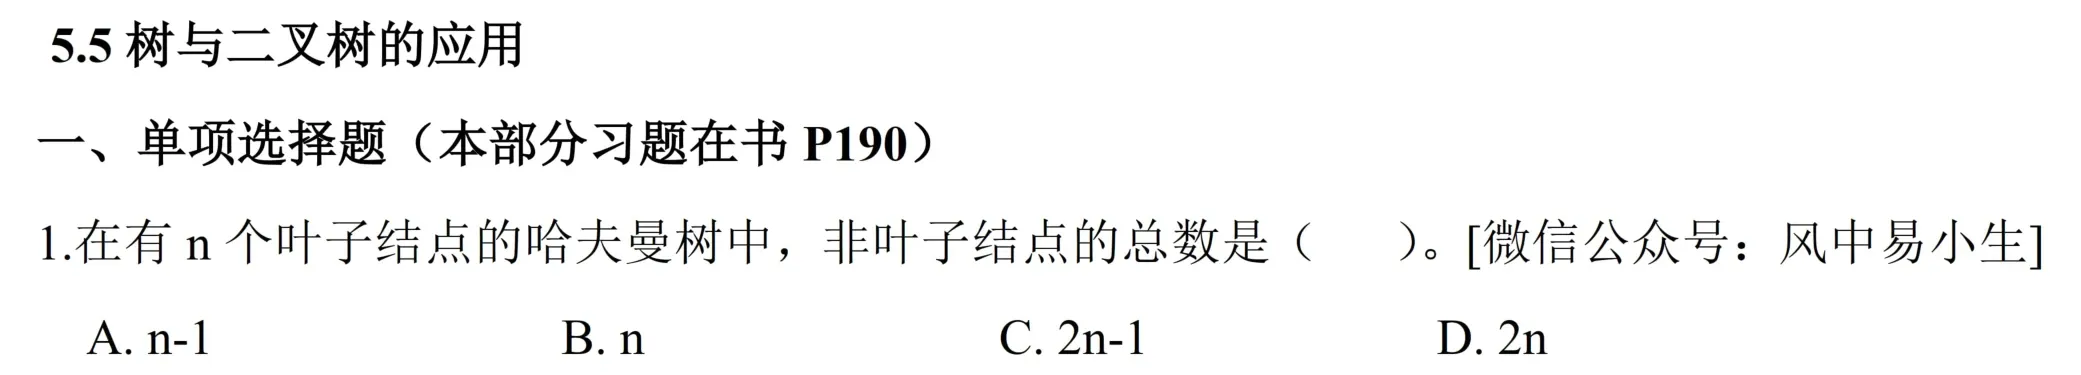 5.5 树与二叉树的应用
一、单项选择题（本部分习题在书 P190）
1.在有 n 个叶子结点的哈夫曼树中，非叶子结点的总数是（　　）。[微信公众号：风中易小生]
A. n-1　　B. n　　C. 2n-1　　D. 2n